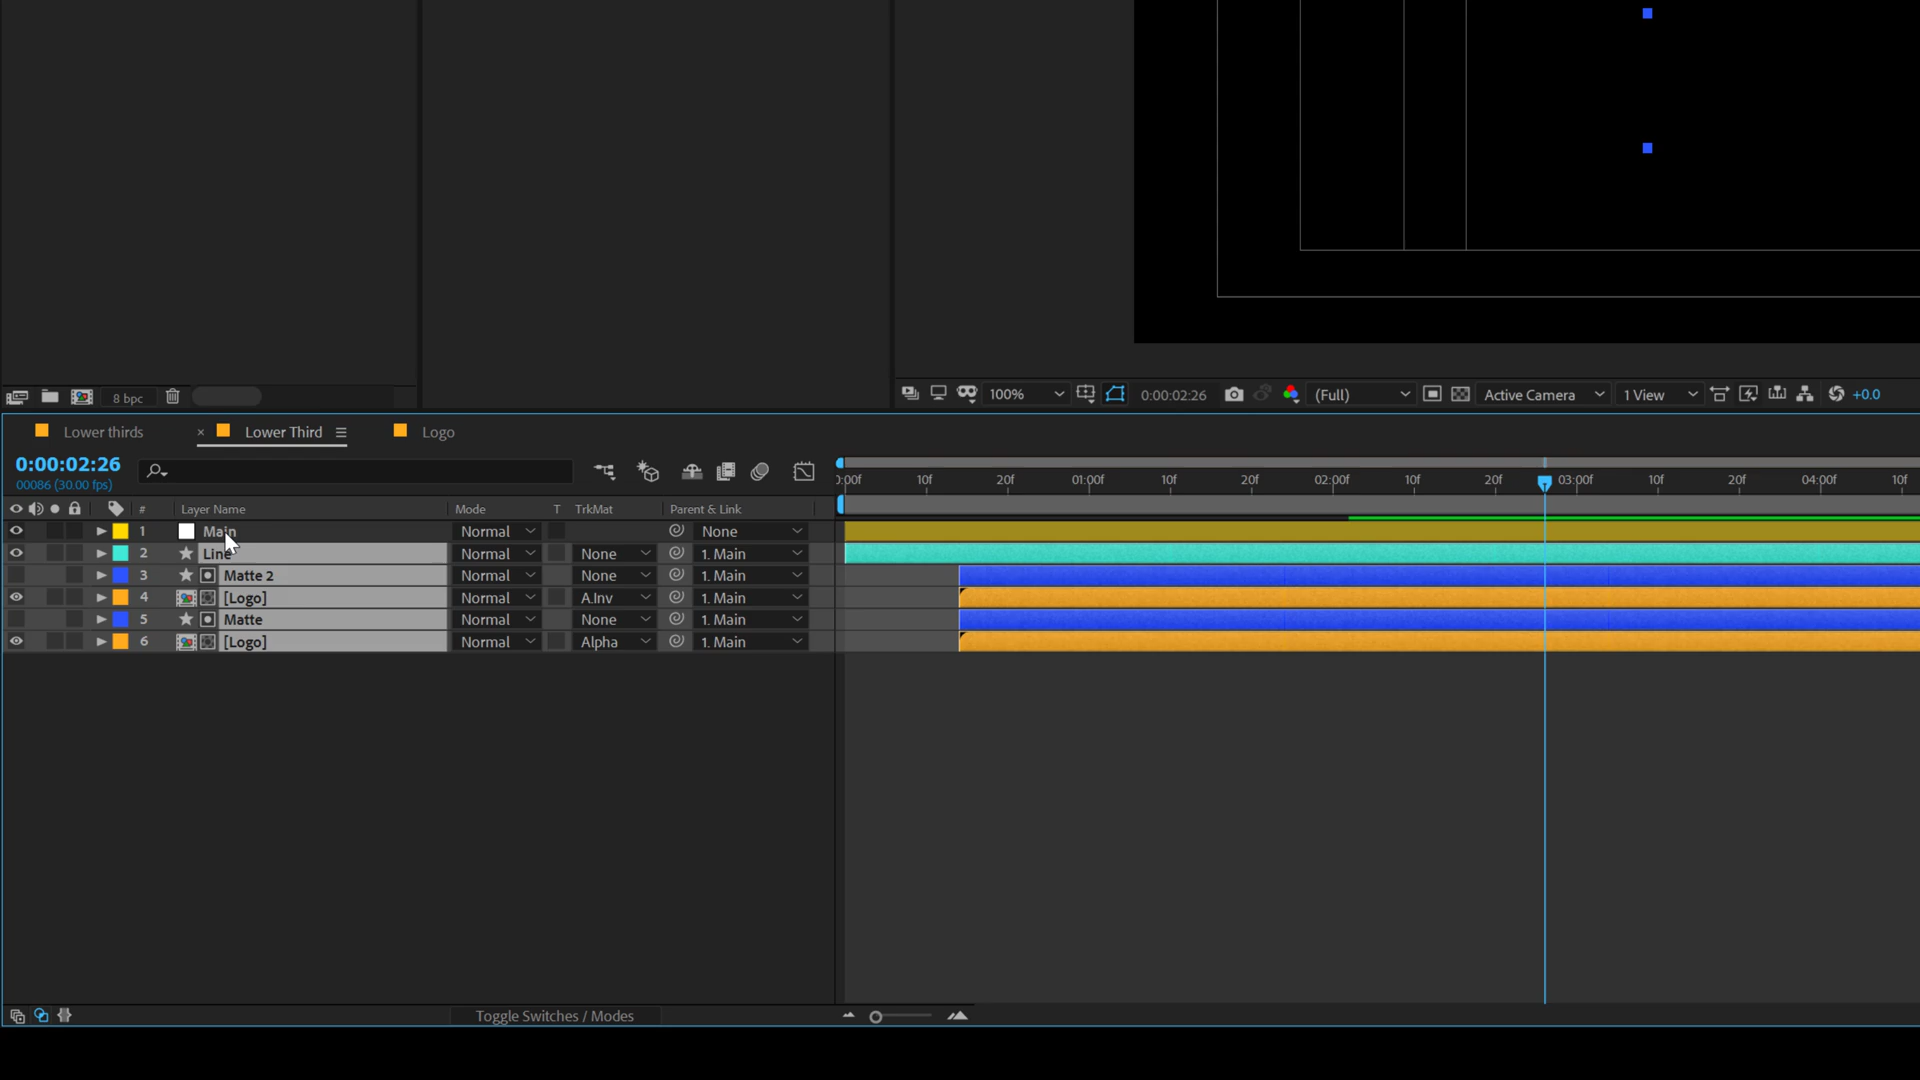 8 bpc
100%
0:00:02:26
(Full)
Active Camera
1 View
+0.0
Lower thirds
× Lower Third
Logo
0:00:02:26
00086 (30.00 fps)
# Layer Name Mode T TrkMat Parent & Link
:00f 10f 20f 01:00f 10f 20f 02:00f 10f 20f 03:00f 10f 20f 04:00f 10f
1 Main Normal None
2 Line Normal None 1. Main
3 Matte 2 Normal None 1. Main
4 [Logo] Normal A.Inv 1. Main
5 Matte Normal None 1. Main
6 [Logo] Normal Alpha 1. Main
Toggle Switches / Modes